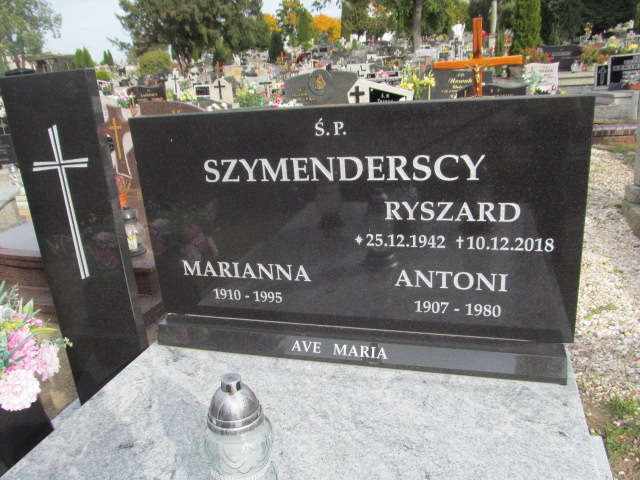 Ś.P.
SZYMENDERSCY
RYSZARD
*25.12.1942 †10.12.2018
MARIANNA
1910 - 1995
ANTONI
1907 - 1980
AVE MARIA